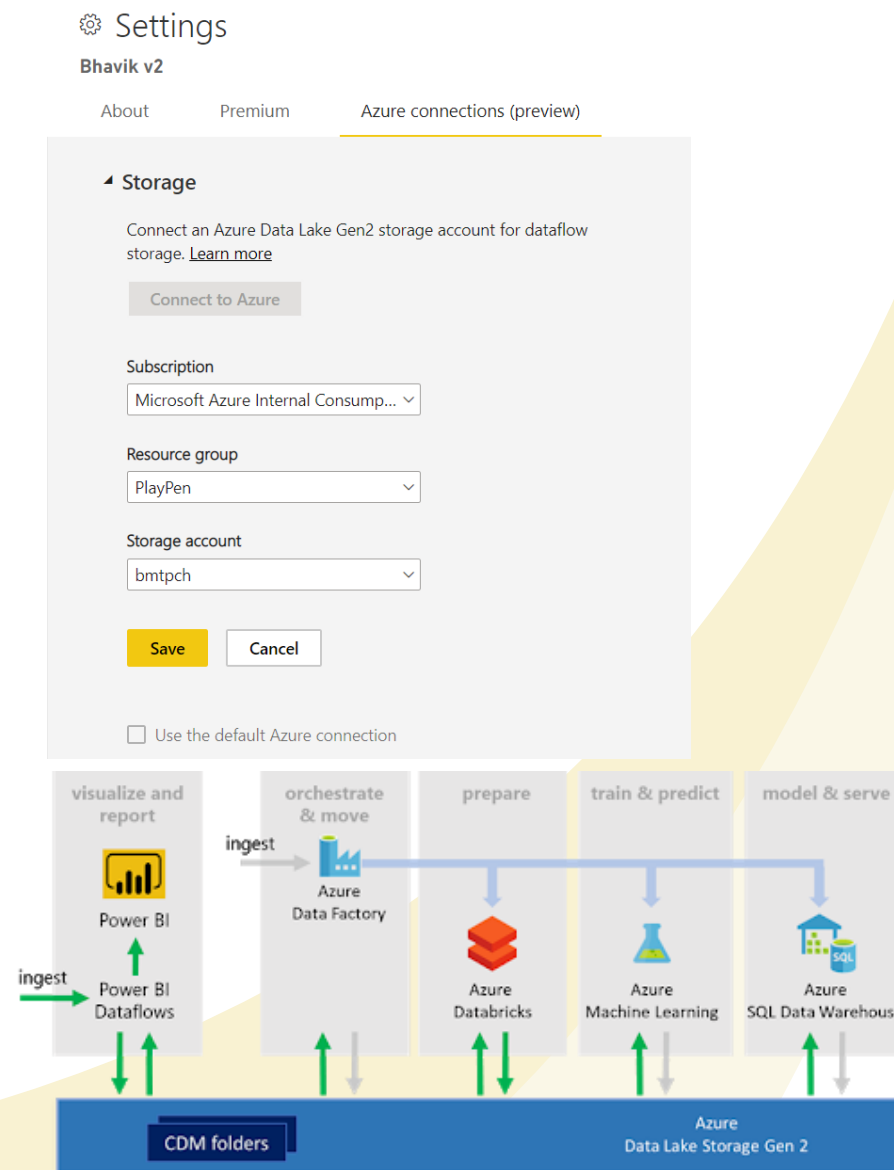 Settings
Bhavik v2
About Premium Azure connections (preview)
Storage
Connect an Azure Data Lake Gen2 storage account for dataflow
storage. Learn more
Connect to Azure
Subscription
Microsoft Azure Internal Consump...
Resource group
PlayPen
Storage account
bmtpch
Save Cancel
Use the default Azure connection
visualize and
report
orchestrate
& move
prepare
train & predict
model & serve
ingest
Power BI
Azure
Data Factory
ingest
Power BI
Dataflows
Azure
Databricks
Azure
Machine Learning
SQL
Azure
SQL Data Warehous
CDM folders
Azure
Data Lake Storage Gen 2